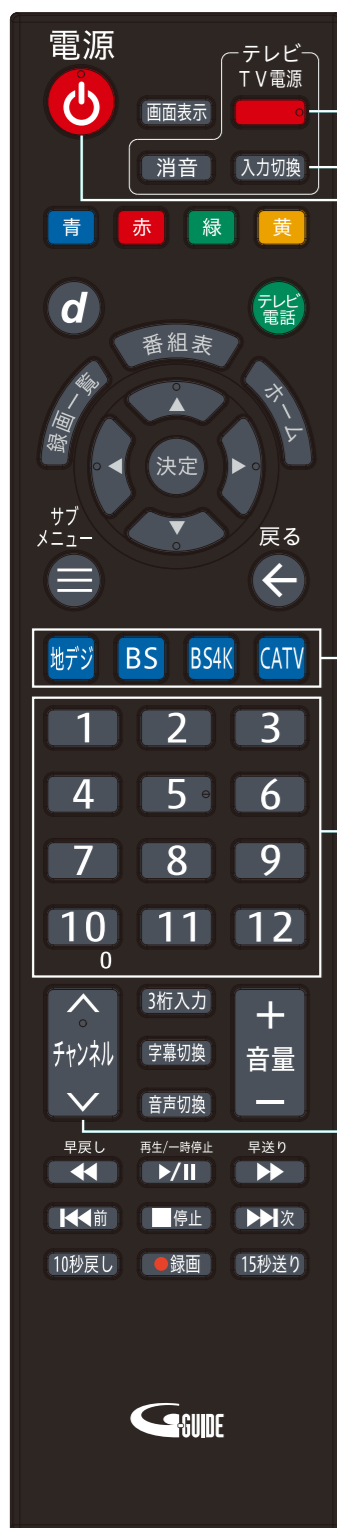 電源
テレビ
TV電源
画面表示
消音
入力切換
青 赤 緑 黄
d
テレビ
電話
番組表
録画一覧
ホーム
決定
サブ
メニュー
戻る
地デジ BS BS4K CATV
1 2 3
4 5 6
7 8 9
10 11 12
0
3桁入力
チャンネル
字幕切換
音量
音声切換
早戻し 再生/一時停止 早送り
前 停止 次
10秒戻し 録画 15秒送り
G-GUIDE